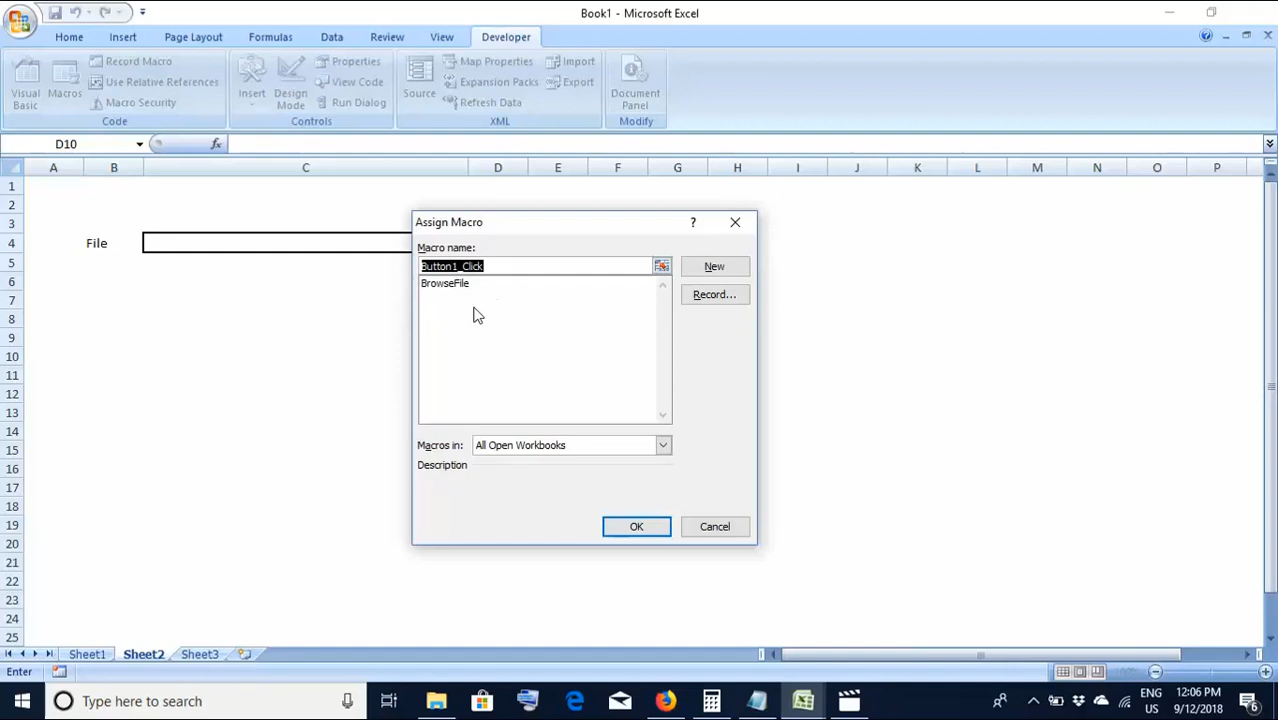 Book1 - Microsoft Excel
Home Insert Page Layout Formulas Data Review View Developer
Visual Basic
Macros
Record Macro
Use Relative References
Macro Security
Code
Insert
Design Mode
Properties
View Code
Run Dialog
Controls
Source
Map Properties
Expansion Packs
Refresh Data
Import
Export
XML
Document Panel
Modify
D10
fx
A B C D E F G H I J K L M N O P
1
2
3
4 File
5
6
7
8
9
10
11
12
13
14
15
16
17
18
19
20
21
22
23
24
25
Assign Macro
?
Macro name:
Button1_Click
New
BrowseFile
Record...
Macros in: All Open Workbooks
Description
OK Cancel
Sheet1 Sheet2 Sheet3
Enter
Type here to search
ENG
US
12:06 PM
9/12/2018
6